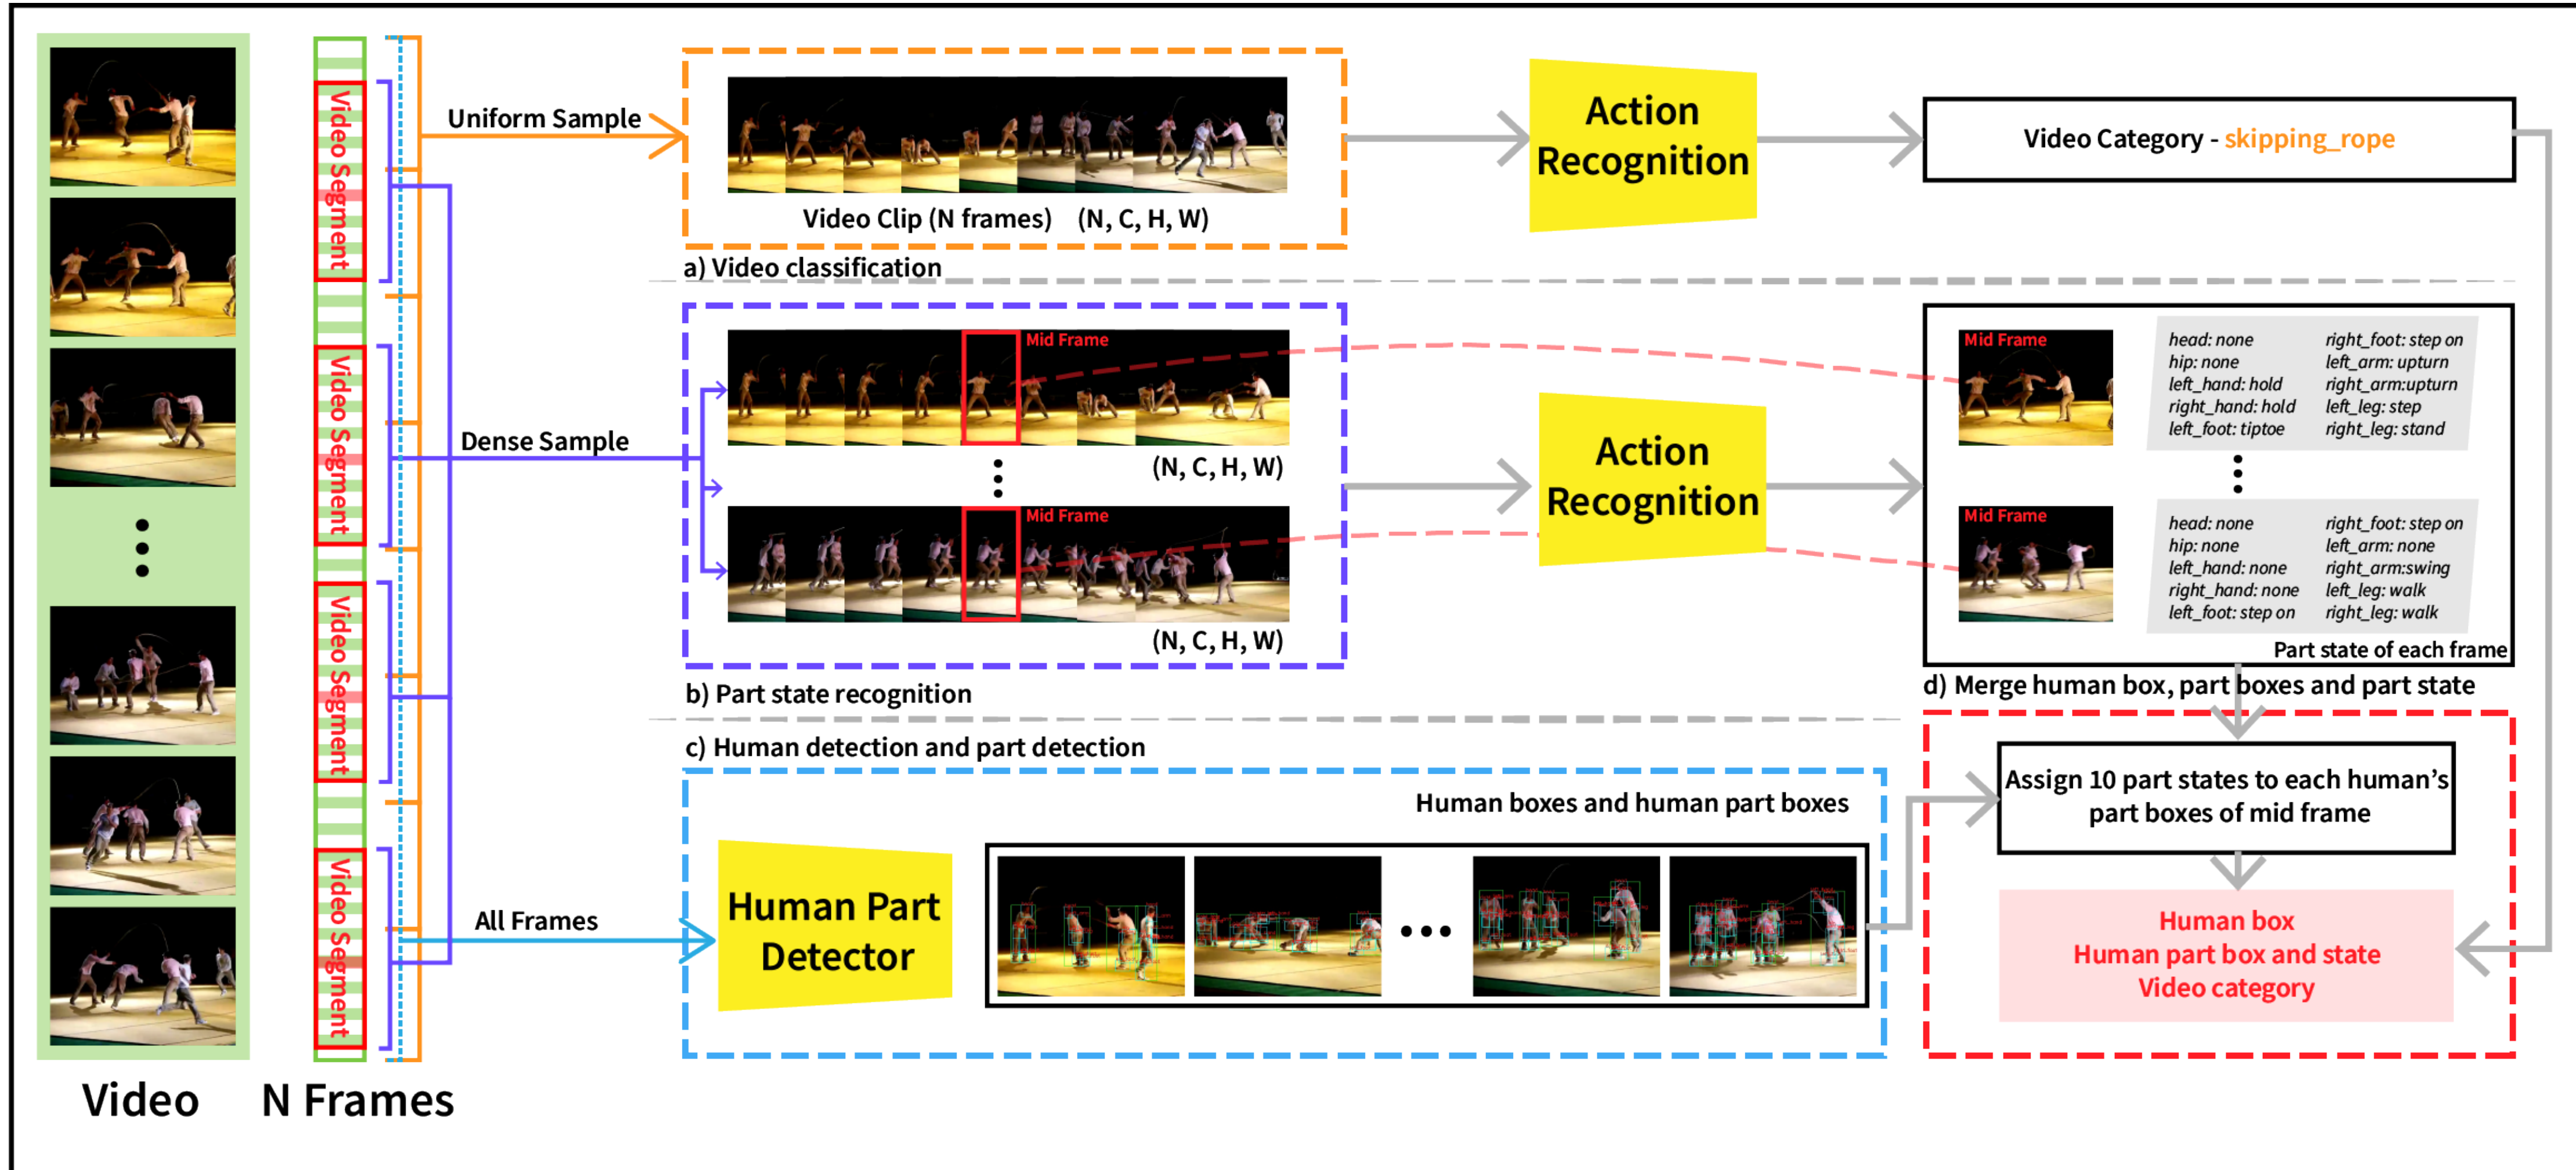 Video
N Frames
Video Segment
Video Segment
Video Segment
Video Segment
Uniform Sample
Dense Sample
All Frames
Video Clip (N frames) (N, C, H, W)
a) Video classification
Action
Recognition
Video Category - skipping_rope
Mid Frame
(N, C, H, W)
Mid Frame
(N, C, H, W)
b) Part state recognition
Action
Recognition
Mid Frame
head: none
hip: none
left_hand: hold
right_hand: hold
left_foot: tiptoe
right_foot: step on
left_arm: upturn
right_arm:upturn
left_leg: step
right_leg: stand
Mid Frame
head: none
hip: none
left_hand: none
right_hand: none
left_foot: step on
right_foot: step on
left_arm: none
right_arm:swing
left_leg: walk
right_leg: walk
Part state of each frame
c) Human detection and part detection
Human Part
Detector
Human boxes and human part boxes
d) Merge human box, part boxes and part state
Assign 10 part states to each human’s
part boxes of mid frame
Human box
Human part box and state
Video category